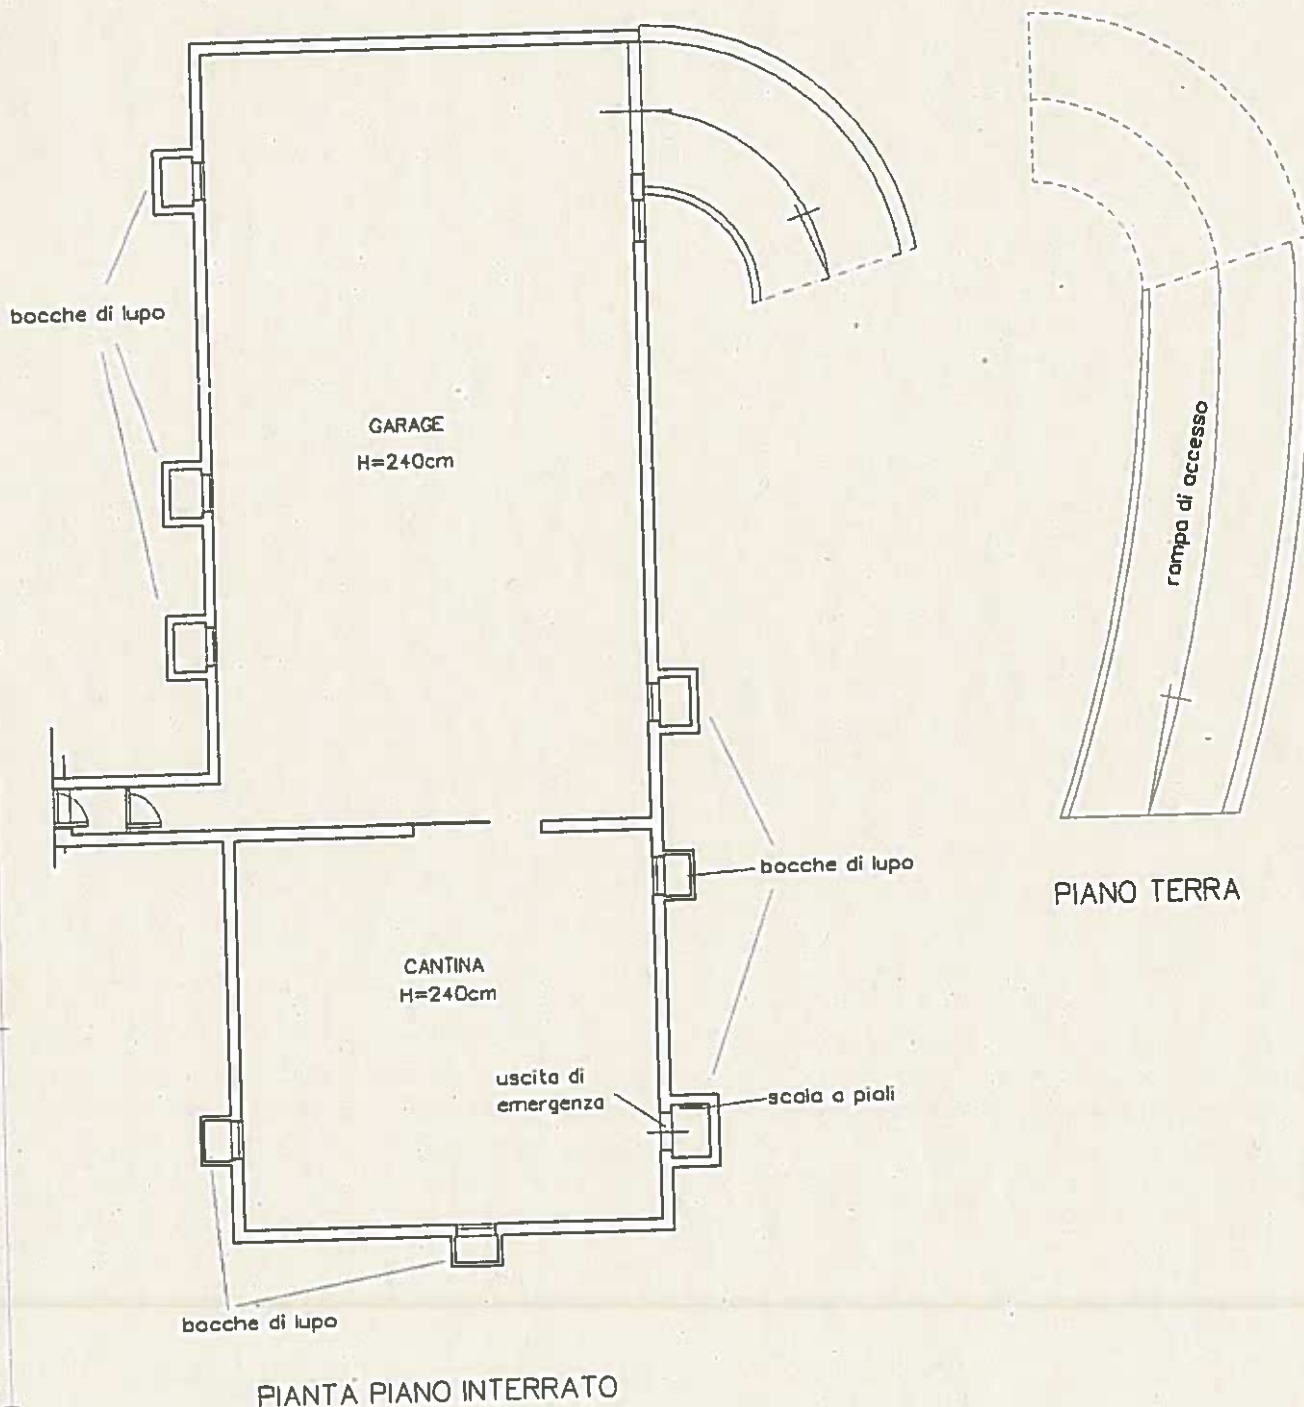 bocche di lupo
GARAGE
H=240cm
rampa di accesso
bocche di lupo
PIANO TERRA
CANTINA
H=240cm
uscita di
emergenza
scala a pioli
bocche di lupo
PIANTA PIANO INTERRATO